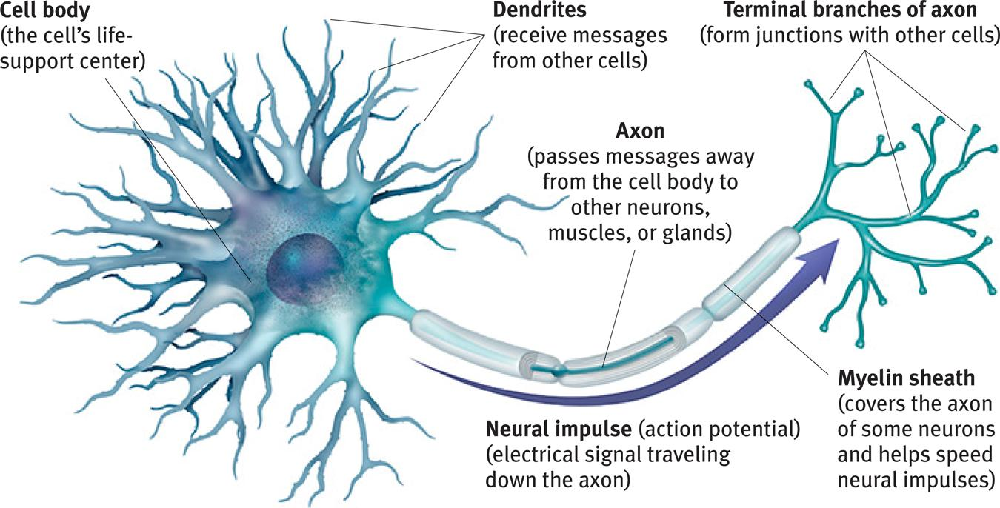 Cell body
(the cell’s life-
support center)
Dendrites
(receive messages
from other cells)
Terminal branches of axon
(form junctions with other cells)
Axon
(passes messages away
from the cell body to
other neurons,
muscles, or glands)
Neural impulse (action potential)
(electrical signal traveling
down the axon)
Myelin sheath
(covers the axon
of some neurons
and helps speed
neural impulses)